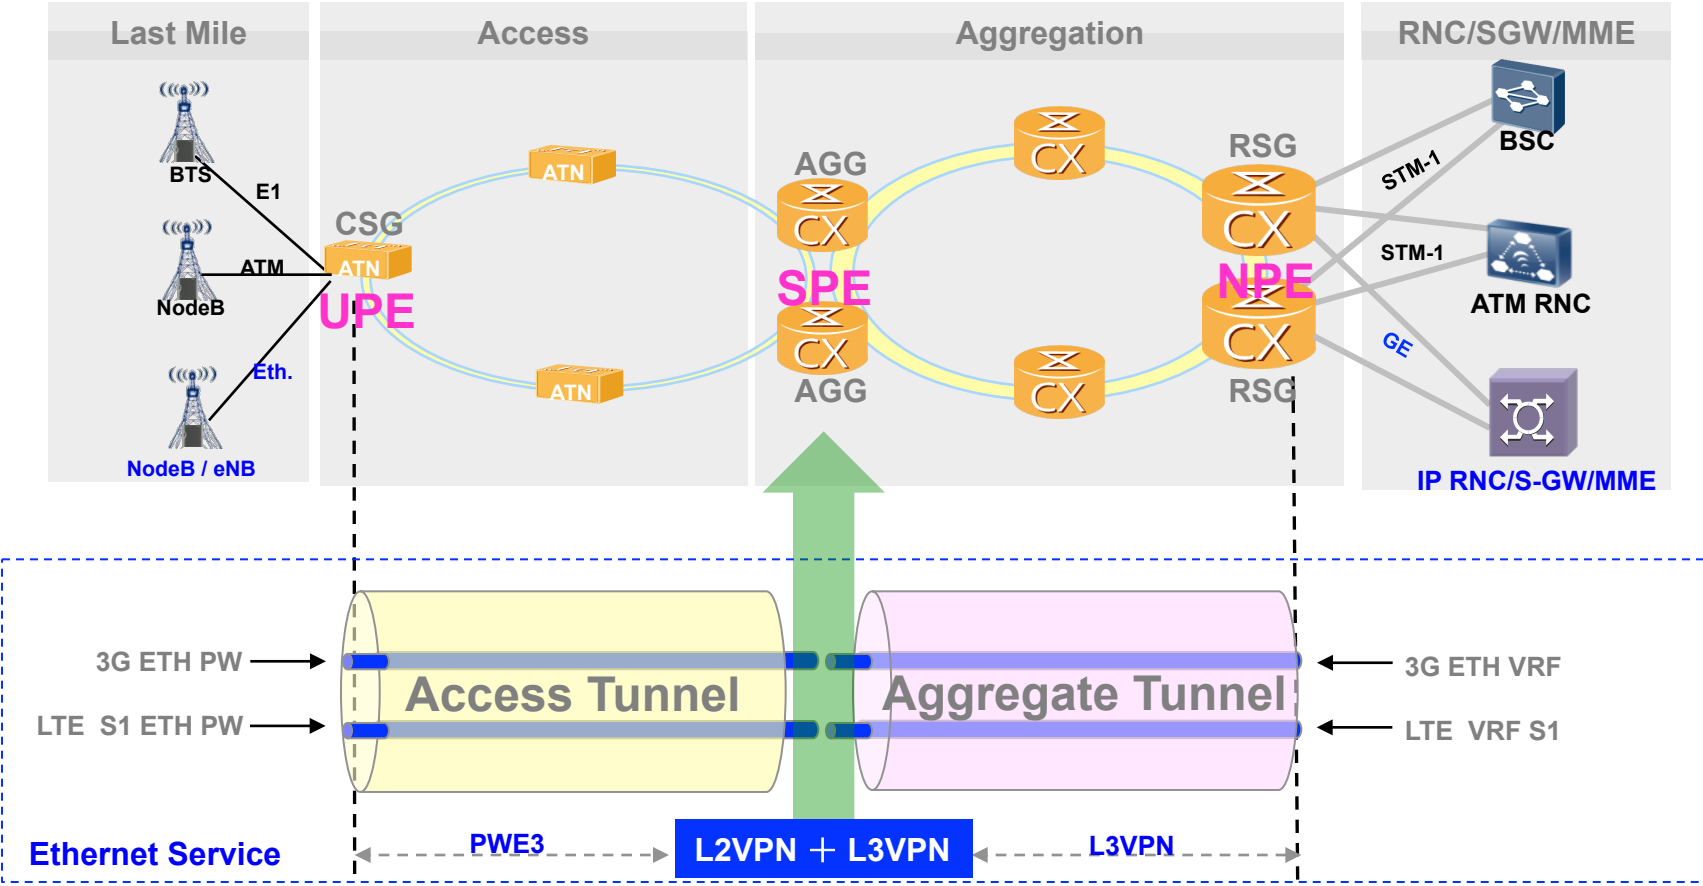 Last Mile
Access
Aggregation
RNC/SGW/MME
BTS
E1
CSG
ATN
ATM
NodeB
UPE
Eth.
NodeB / eNB
ATN
ATN
AGG
CX
SPE
CX
AGG
CX
CX
RSG
CX
NPE
CX
RSG
STM-1
BSC
STM-1
ATM RNC
GE
IP RNC/S-GW/MME
3G ETH PW
LTE S1 ETH PW
Access Tunnel
Aggregate Tunnel
3G ETH VRF
LTE VRF S1
Ethernet Service
PWE3
L2VPN + L3VPN
L3VPN